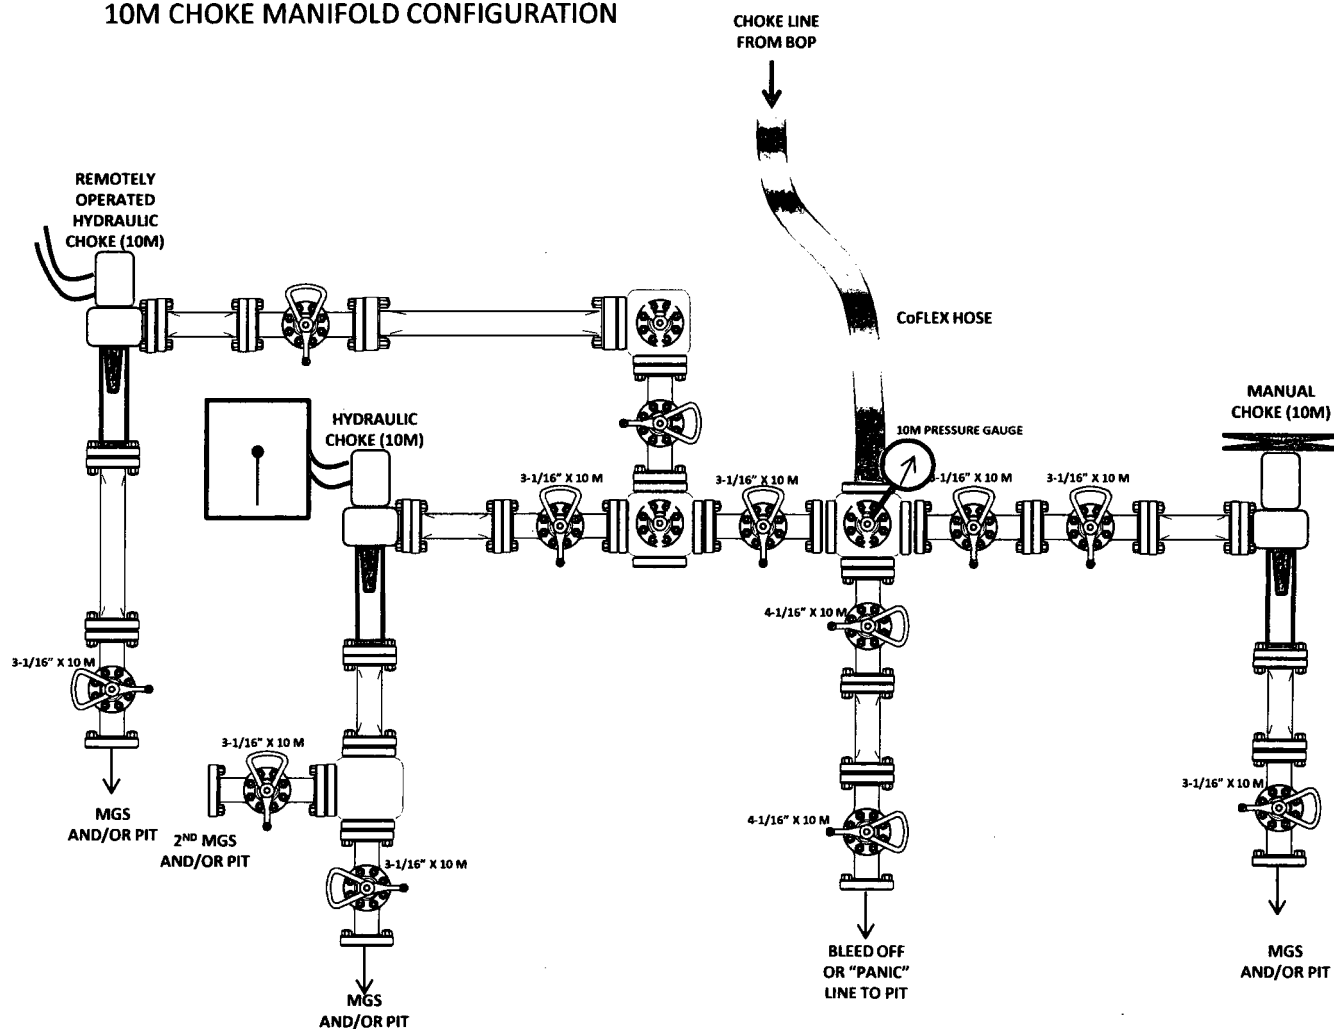 10M CHOKE MANIFOLD CONFIGURATION
CHOKE LINE
FROM BOP
REMOTELY
OPERATED
HYDRAULIC
CHOKE (10M)
CoFLEX HOSE
HYDRAULIC
CHOKE (10M)
10M PRESSURE GAUGE
MANUAL
CHOKE (10M)
3-1/16" X 10 M
3-1/16" X 10 M
3-1/16" X 10 M
3-1/16" X 10 M
4-1/16" X 10 M
3-1/16" X 10 M
3-1/16" X 10 M
3-1/16" X 10 M
4-1/16" X 10 M
MGS
AND/OR PIT
2ND MGS
AND/OR PIT
3-1/16" X 10 M
BLEED OFF
OR "PANIC"
LINE TO PIT
MGS
AND/OR PIT
MGS
AND/OR PIT